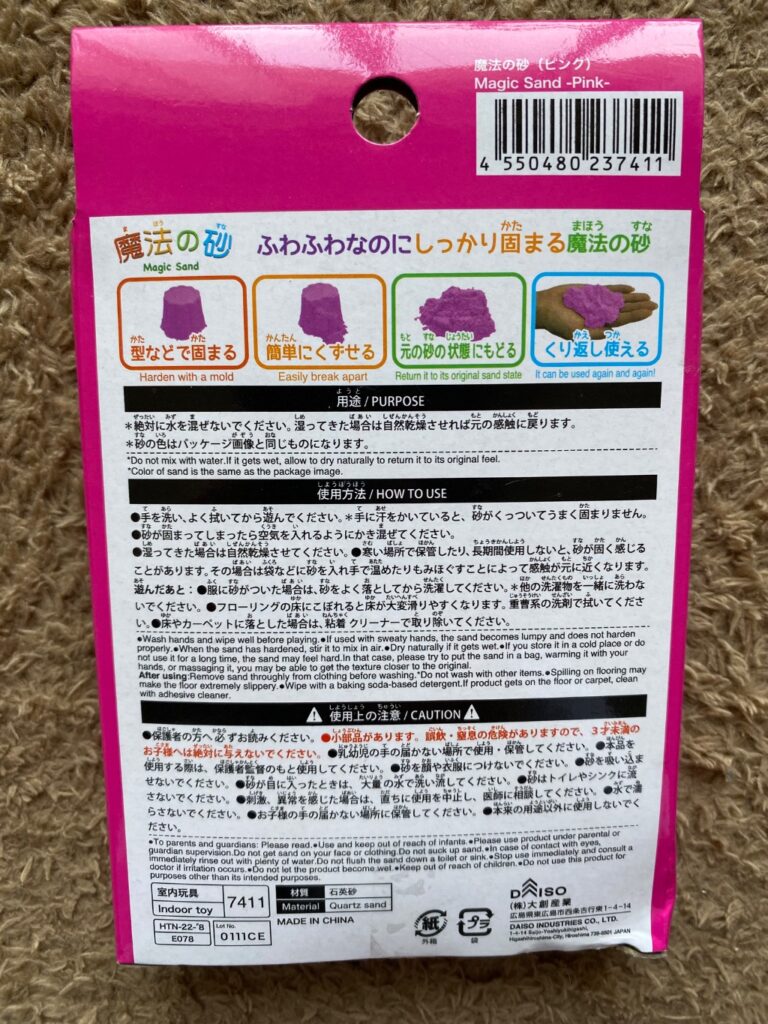 魔法の砂(ピンク)
Magic Sand -Pink-
4 550480 237411
魔法の砂
Magic Sand
ふわふわなのにしっかり固まる魔法の砂
型などで固まる
簡単にくずせる
元の砂の状態にもどる
くり返し使える
Harden with a mold
Easily break apart
Return it to its original sand state
It can be used again and again!
用途 / PURPOSE
*絶対に水を混ぜないでください。湿ってきた場合は自然乾燥させれば元の感触に戻ります。
*砂の色はパッケージ画像と同じものになります。
*Do not mix with water.If it gets wet, allow to dry naturally to return it to its original feel.
*Color of sand is the same as the package image.
使用方法 / HOW TO USE
●手を洗い、よく拭いてから遊んでください。*手に汗をかいていると、砂がくっついてうまく固まりません。
●砂が固まってしまったら空気を入れるようにかき混ぜてください。
●湿ってきた場合は自然乾燥させてください。●寒い場所で保管したり、長期間使用しないと、砂が固く感じる
ことがあります。その場合は袋などに砂を入れ手で温めたりもみほぐすことによって感触が元に近くなります。
遊んだあと:●服に砂がついた場合は、砂をよく落としてから洗濯してください。*他の洗濯物を一緒に洗わな
いでください。●フローリングの床にこぼれると床が大変滑りやすくなります。重曹系の洗剤で拭いてくださ
い。●床やカーペットに落とした場合は、粘着クリーナーで取り除いてください。
●Wash hands and wipe well before playing.●If used with sweaty hands, the sand becomes lumpy and does not harden
properly.●When the sand has hardened, stir it to mix in air.●Dry naturally if it gets wet.●If you store it in a cold place or do
not use it for a long time, the sand may feel hard.In that case, please try to put the sand in a bag, warming it with your
hands, or massaging it, you may be able to get the texture closer to the original.
After using:Remove sand throughly from clothing before washing.*Do not wash with other items.●Spilling on flooring may
make the floor extremely slippery.●Wipe with a baking soda-based detergent.If product gets on the floor or carpet, clean
with adhesive cleaner.
使用上の注意 / CAUTION
●保護者の方へ必ずお読みください。●小部品があります。誤飲・窒息の危険がありますので、3才未満の
お子様へは絶対に与えないでください。●乳幼児の手の届かない場所で使用・保管してください。●本品を
使用する際は、保護者監督のもと使用してください。●砂を顔や衣服につけないでください。●砂を吸い込ま
せないでください。●砂が目に入ったときは、大量の水で洗い流してください。●砂はトイレやシンクに流
さないでください。●刺激、異常を感じた場合は、直ちに使用を中止し、医師に相談してください。●水で濡
らさないでください。●お子様の手の届かない場所に保管してください。●本来の用途以外に使用しないでく
ださい。
●To parents and guardians: Please read.●Use and keep out of reach of infants.●Please use product under parental or
guardian supervision.Do not get sand on your face or clothing.Do not suck up sand.●In case of contact with eyes,
immediately rinse out with plenty of water.Do not flush the sand down a toilet or sink.●Stop use immediately and consult a
doctor if irritation occurs.●Do not let the product become wet.●Keep out of reach of children.●Do not use this product for
purposes other than its intended purposes.
室内玩具
Indoor toy
7411
材質 石英砂
Material Quartz sand
HTN-22-'B
E078
Lot No.
0111CE
MADE IN CHINA
紙
外箱
プラ
袋
DAISO
(株)大創産業
広島県東広島市西条吉行東1-4-14
DAISO INDUSTRIES CO., LTD.
1-4-14 Saijo-Yoshiyukihigashi,
Higashihiroshima-City, Hiroshima 739-8501 JAPAN